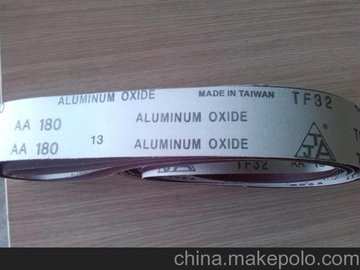 ALUMINUM OXIDE MADE IN TAIWAN TF32
AA 180 ALUMINUM OXIDE
AA 180 13 ALUMINUM OXIDE
TF32
china.makepolo.com